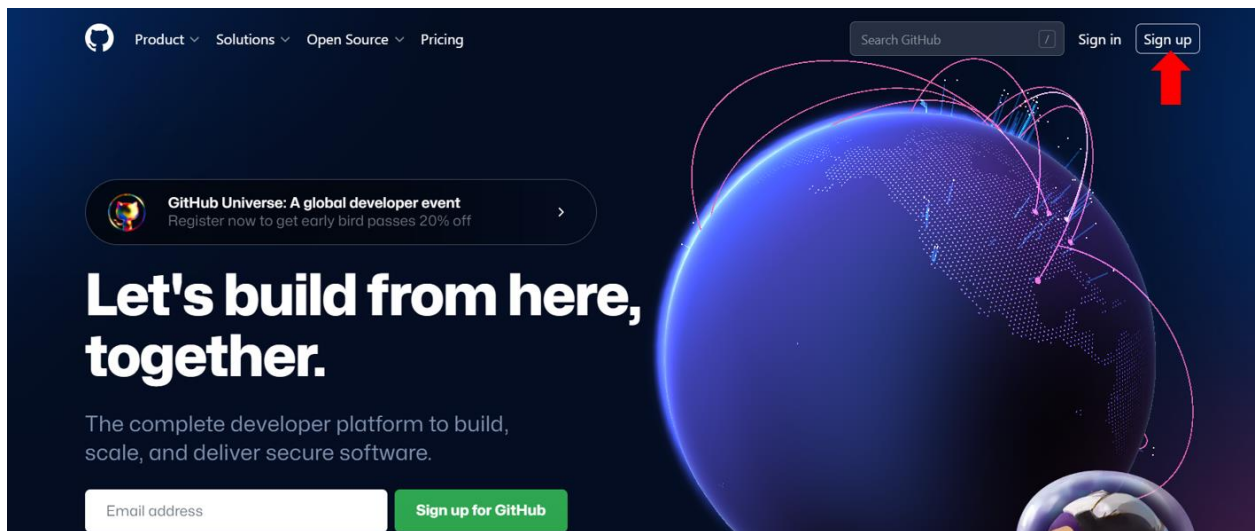 Product Solutions Open Source Pricing Search GitHub / Sign in Sign up
GitHub Universe: A global developer event
Register now to get early bird passes 20% off
Let's build from here,
together.
The complete developer platform to build,
scale, and deliver secure software.
Email address Sign up for GitHub